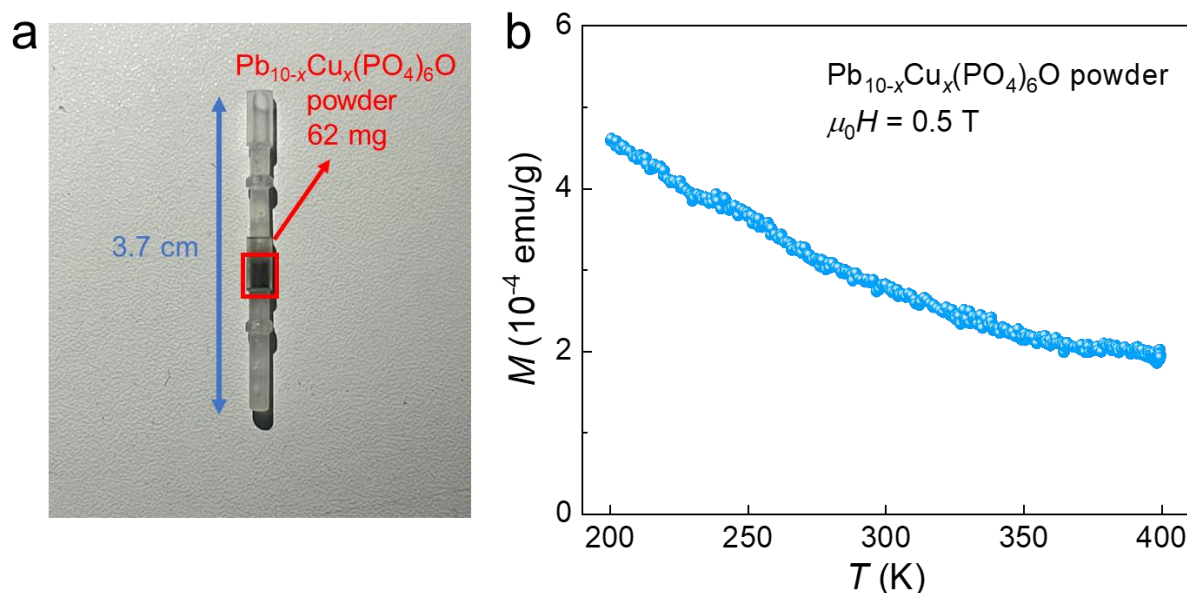 a
Pb₁₀₋ₓCuₓ(PO₄)₆O
powder
62 mg
3.7 cm
b
Pb₁₀₋ₓCuₓ(PO₄)₆O powder
μ₀H = 0.5 T
6
4
2
0
M (10⁻⁴ emu/g)
200 250 300 350 400
T (K)